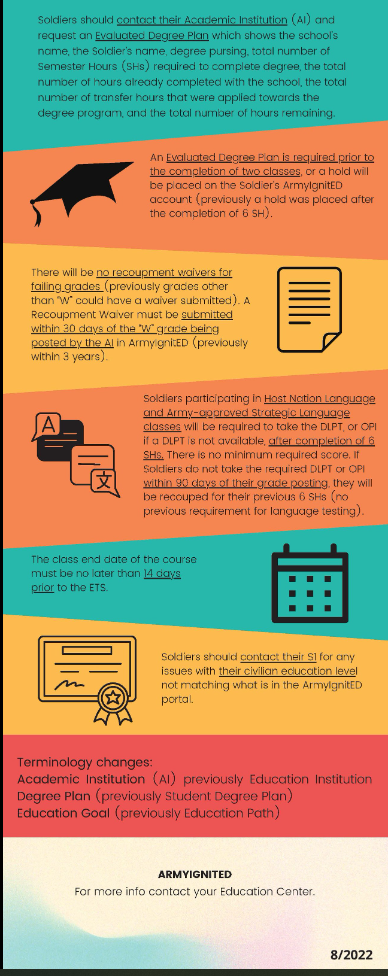 Soldiers should contact their Academic Institution (AI) and
request an Evaluated Degree Plan which shows the school's
name, the Soldier's name, degree pursing, total number of
Semester Hours (SHs) required to complete degree, the total
number of hours already completed with the school, the total
number of transfer hours that were applied towards the
degree program, and the total number of hours remaining.
An Evaluated Degree Plan is required prior to
the completion of two classes, or a hold will
be placed on the Soldier's ArmyIgnitED
account (previously a hold was placed after
the completion of 6 SH).
There will be no recoupment waivers for
failing grades (previously grades other
than "W" could have a waiver submitted). A
Recoupment Waiver must be submitted
within 30 days of the "W" grade being
posted by the AI in ArmyIgnitED (previously
within 3 years).
Soldiers participating in Host Nation Language
and Army-approved Strategic Language
classes will be required to take the DLPT, or OPI
if a DLPT is not available, after completion of 6
SHs. There is no minimum required score. If
Soldiers do not take the required DLPT or OPI
within 90 days of their grade posting, they will
be recouped for their previous 6 SHs (no
previous requirement for language testing).
A
文
The class end date of the course
must be no later than 14 days
prior to the ETS.
Soldiers should contact their S1 for any
issues with their civilian education level
not matching what is in the ArmyIgnitED
portal.
Terminology changes:
Academic Institution (AI) previously Education Institution
Degree Plan (previously Student Degree Plan)
Education Goal (previously Education Path)
ARMYIGNITED
For more info contact your Education Center.
8/2022